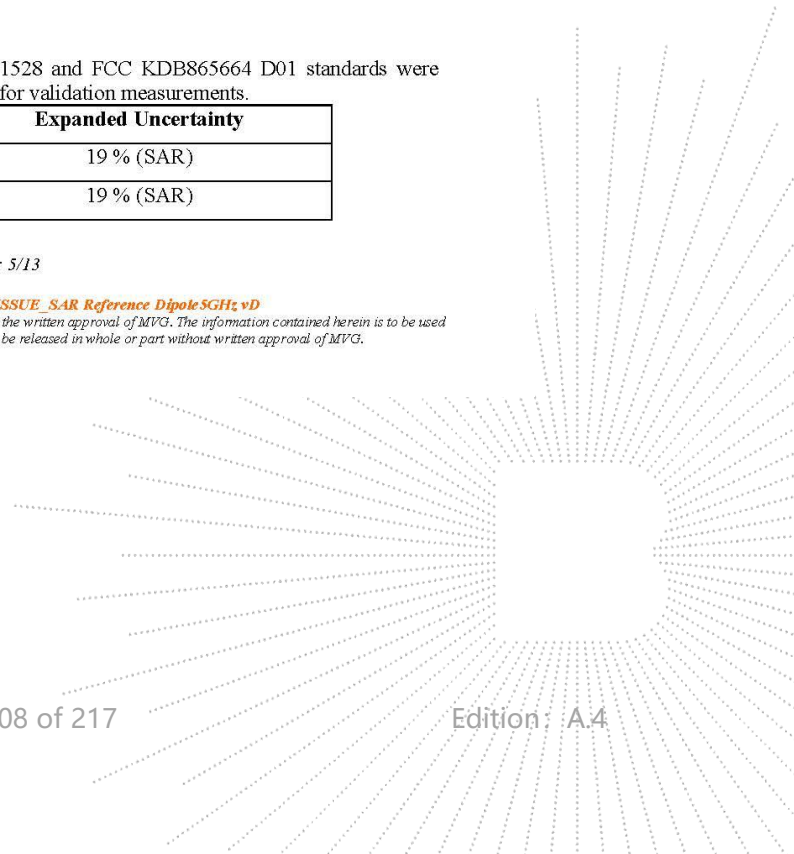 1528 and FCC KDB865664 D01 standards were
for validation measurements.
Expanded Uncertainty
19 % (SAR)
19 % (SAR)
: 5/13
SSUE_SAR Reference Dipole5GHz vD
the written approval of MVG. The information contained herein is to be used
be released in whole or part without written approval of MVG.
08 of 217
Edition: A.4